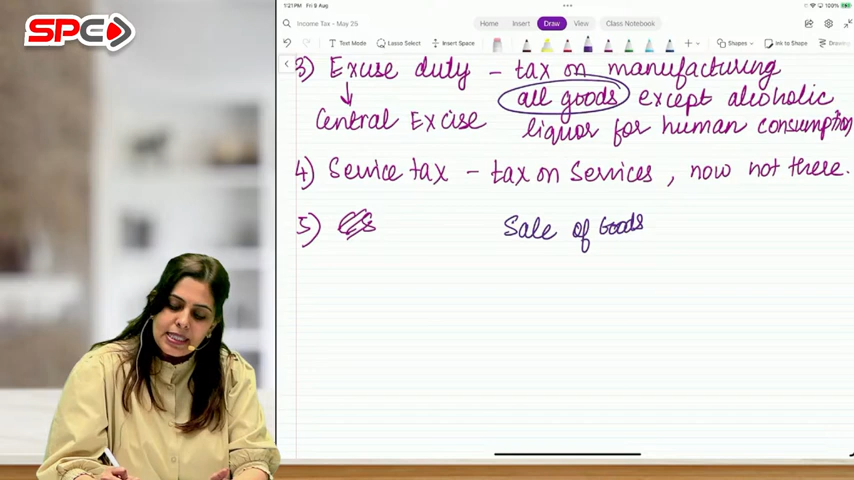 SPC
1:21 PM Fri 9 Aug
100%
Income Tax - May 25
Home Insert Draw View Class Notebook
Text Mode Lasso Select Insert Space Shapes Ink to Shape Drawing
3) Excise duty - tax on manufacturing
all goods except alcoholic
Central Excise liquor for human consumption
4) Service tax - tax on Services, now not there.
5) Sale of Goods